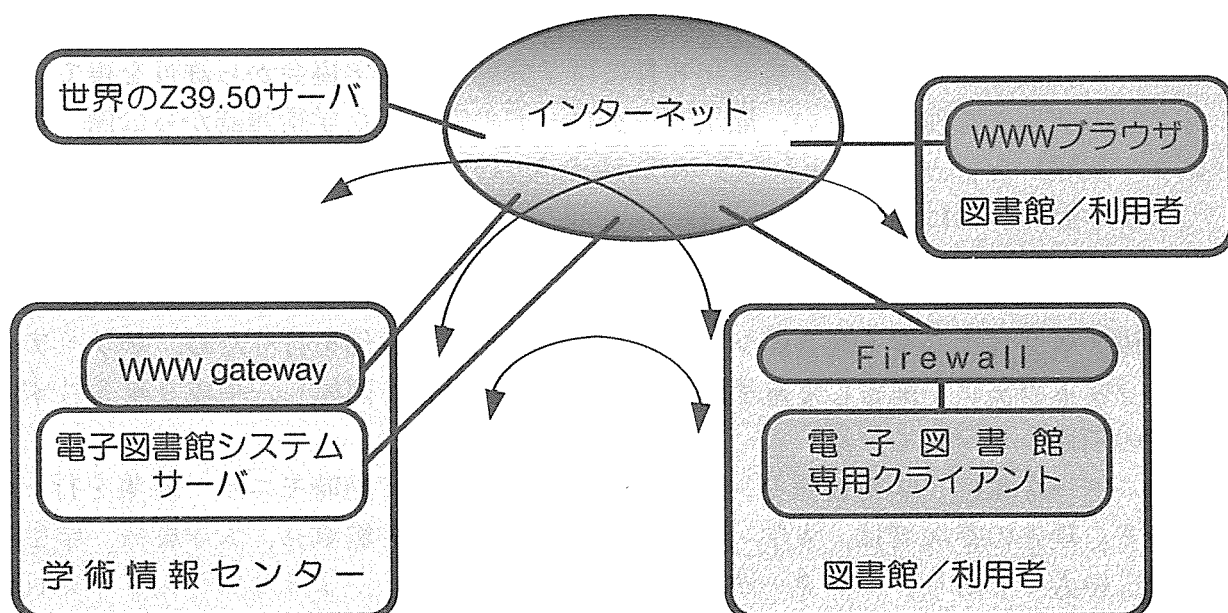 世界のZ39.50サーバ
インターネット
WWWブラウザ
図書館／利用者
WWW gateway
電子図書館システム
サーバ
学術情報センター
Firewall
電子図書館
専用クライアント
図書館／利用者